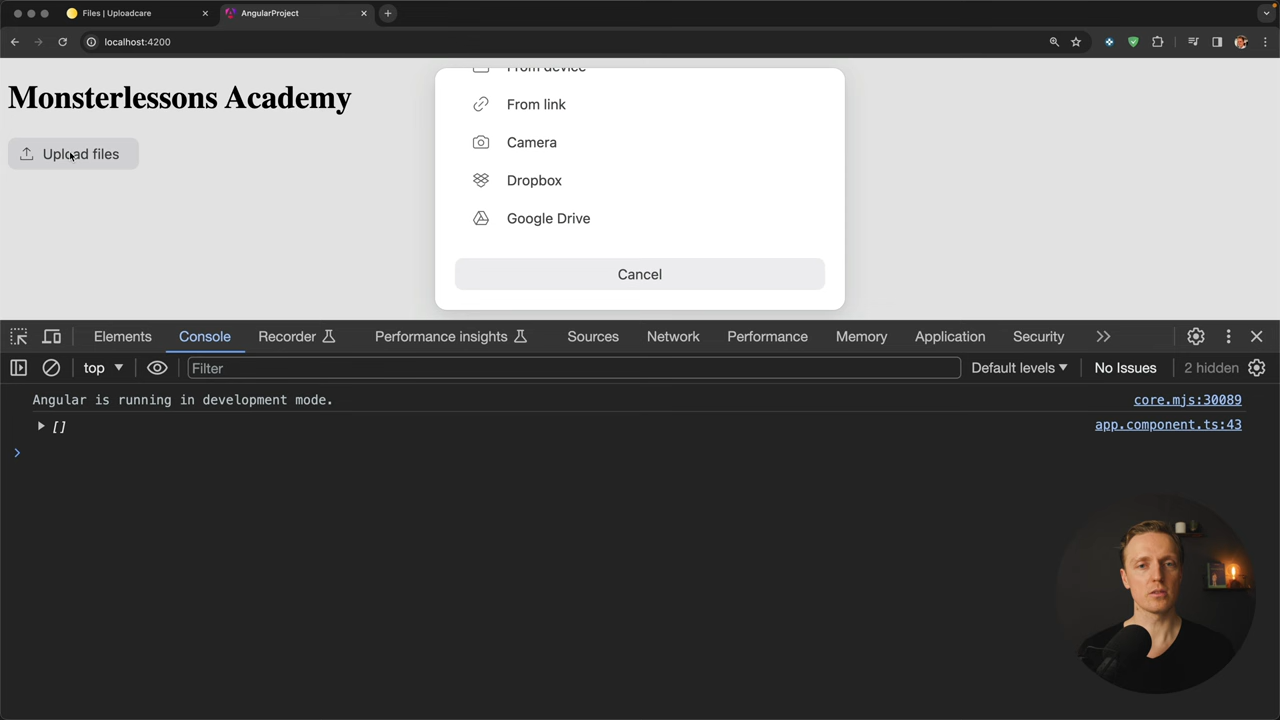 Files | Uploadcare
AngularProject
localhost:4200
Monsterlessons Academy
Upload files
From device
From link
Camera
Dropbox
Google Drive
Cancel
Elements Console Recorder Performance insights Sources Network Performance Memory Application Security
top Filter Default levels No Issues 2 hidden
Angular is running in development mode. core.mjs:30089
[] app.component.ts:43